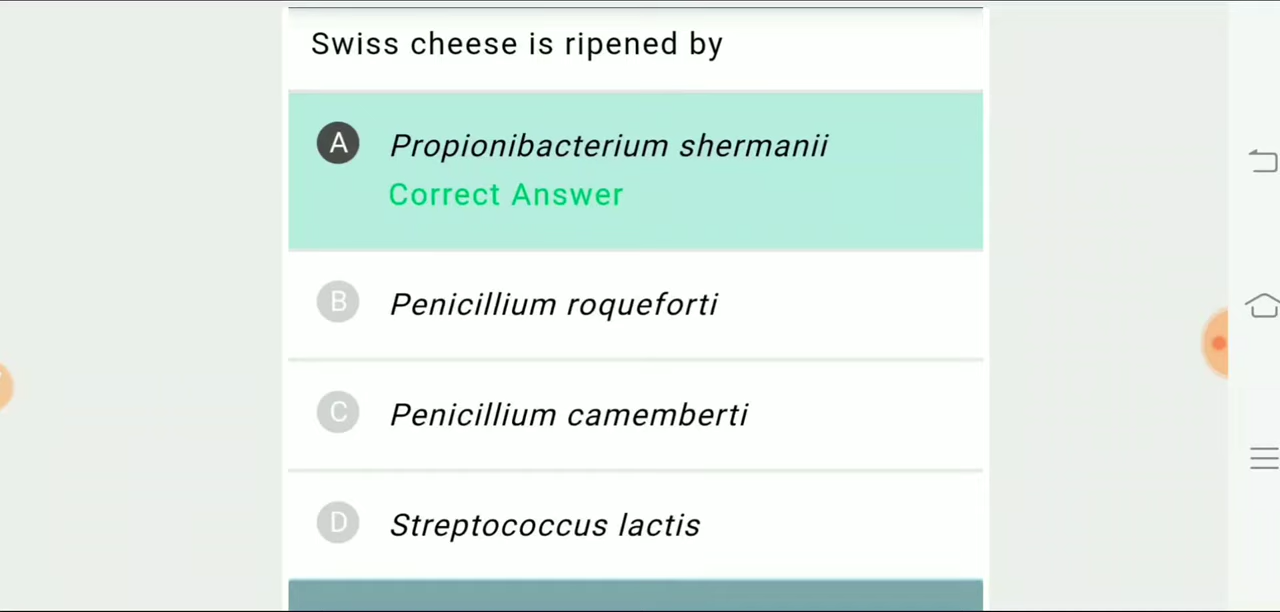 Swiss cheese is ripened by
A Propionibacterium shermanii
Correct Answer
B Penicillium roqueforti
C Penicillium camemberti
D Streptococcus lactis